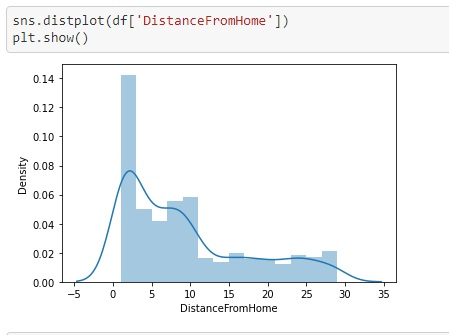 sns.distplot(df['DistanceFromHome'])
plt.show()
0.14
0.12
0.10
0.08
0.06
0.04
0.02
0.00
Density
−5 0 5 10 15 20 25 30 35
DistanceFromHome